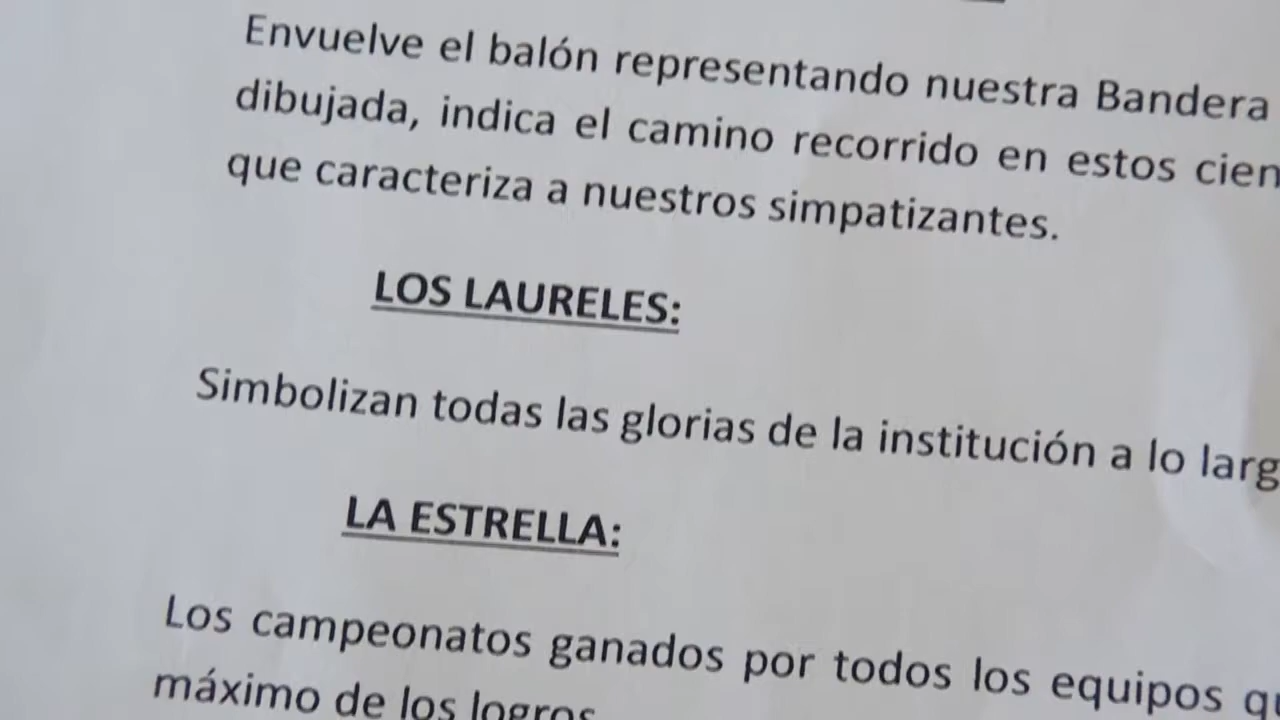 Envuelve el balón representando nuestra Bandera
dibujada, indica el camino recorrido en estos cien
que caracteriza a nuestros simpatizantes.
LOS LAURELES:
Simbolizan todas las glorias de la institución a lo larg
LA ESTRELLA:
Los campeonatos ganados por todos los equipos qu
máximo de los logros